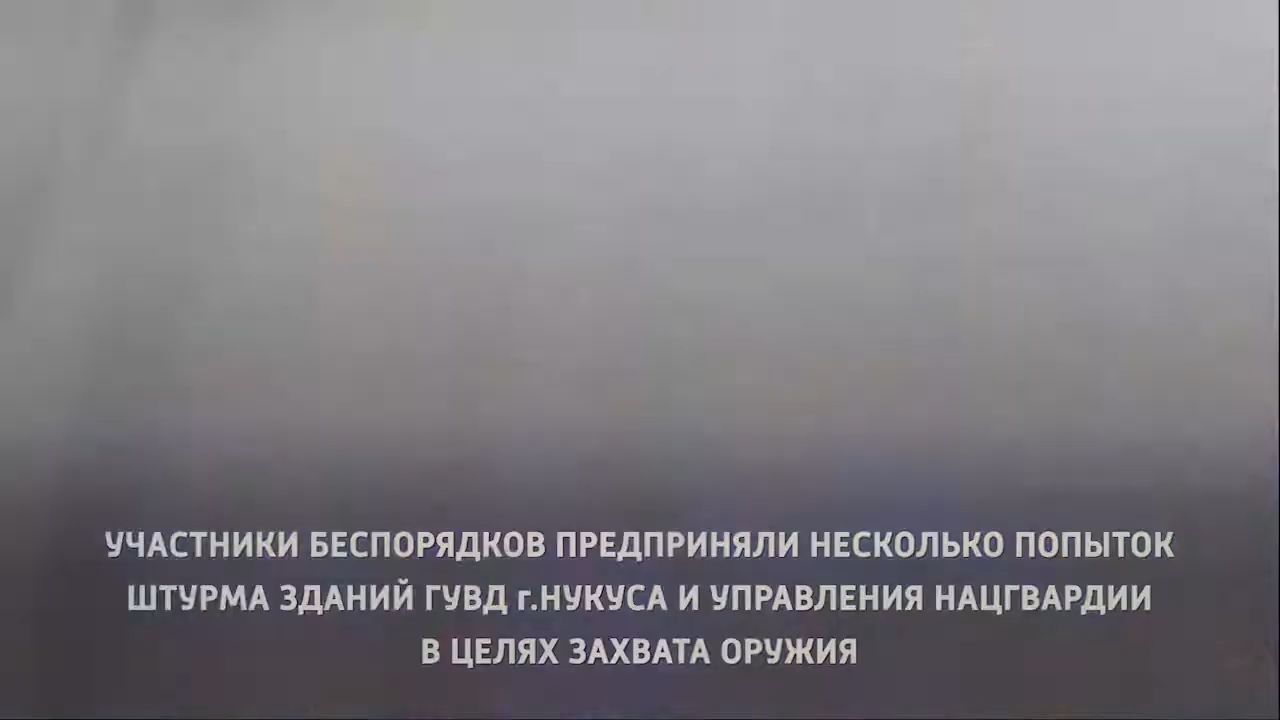 УЧАСТНИКИ БЕСПОРЯДКОВ ПРЕДПРИНЯЛИ НЕСКОЛЬКО ПОПЫТОК
ШТУРМА ЗДАНИЙ ГУВД г.НУКУСА И УПРАВЛЕНИЯ НАЦГВАРДИИ
В ЦЕЛЯХ ЗАХВАТА ОРУЖИЯ